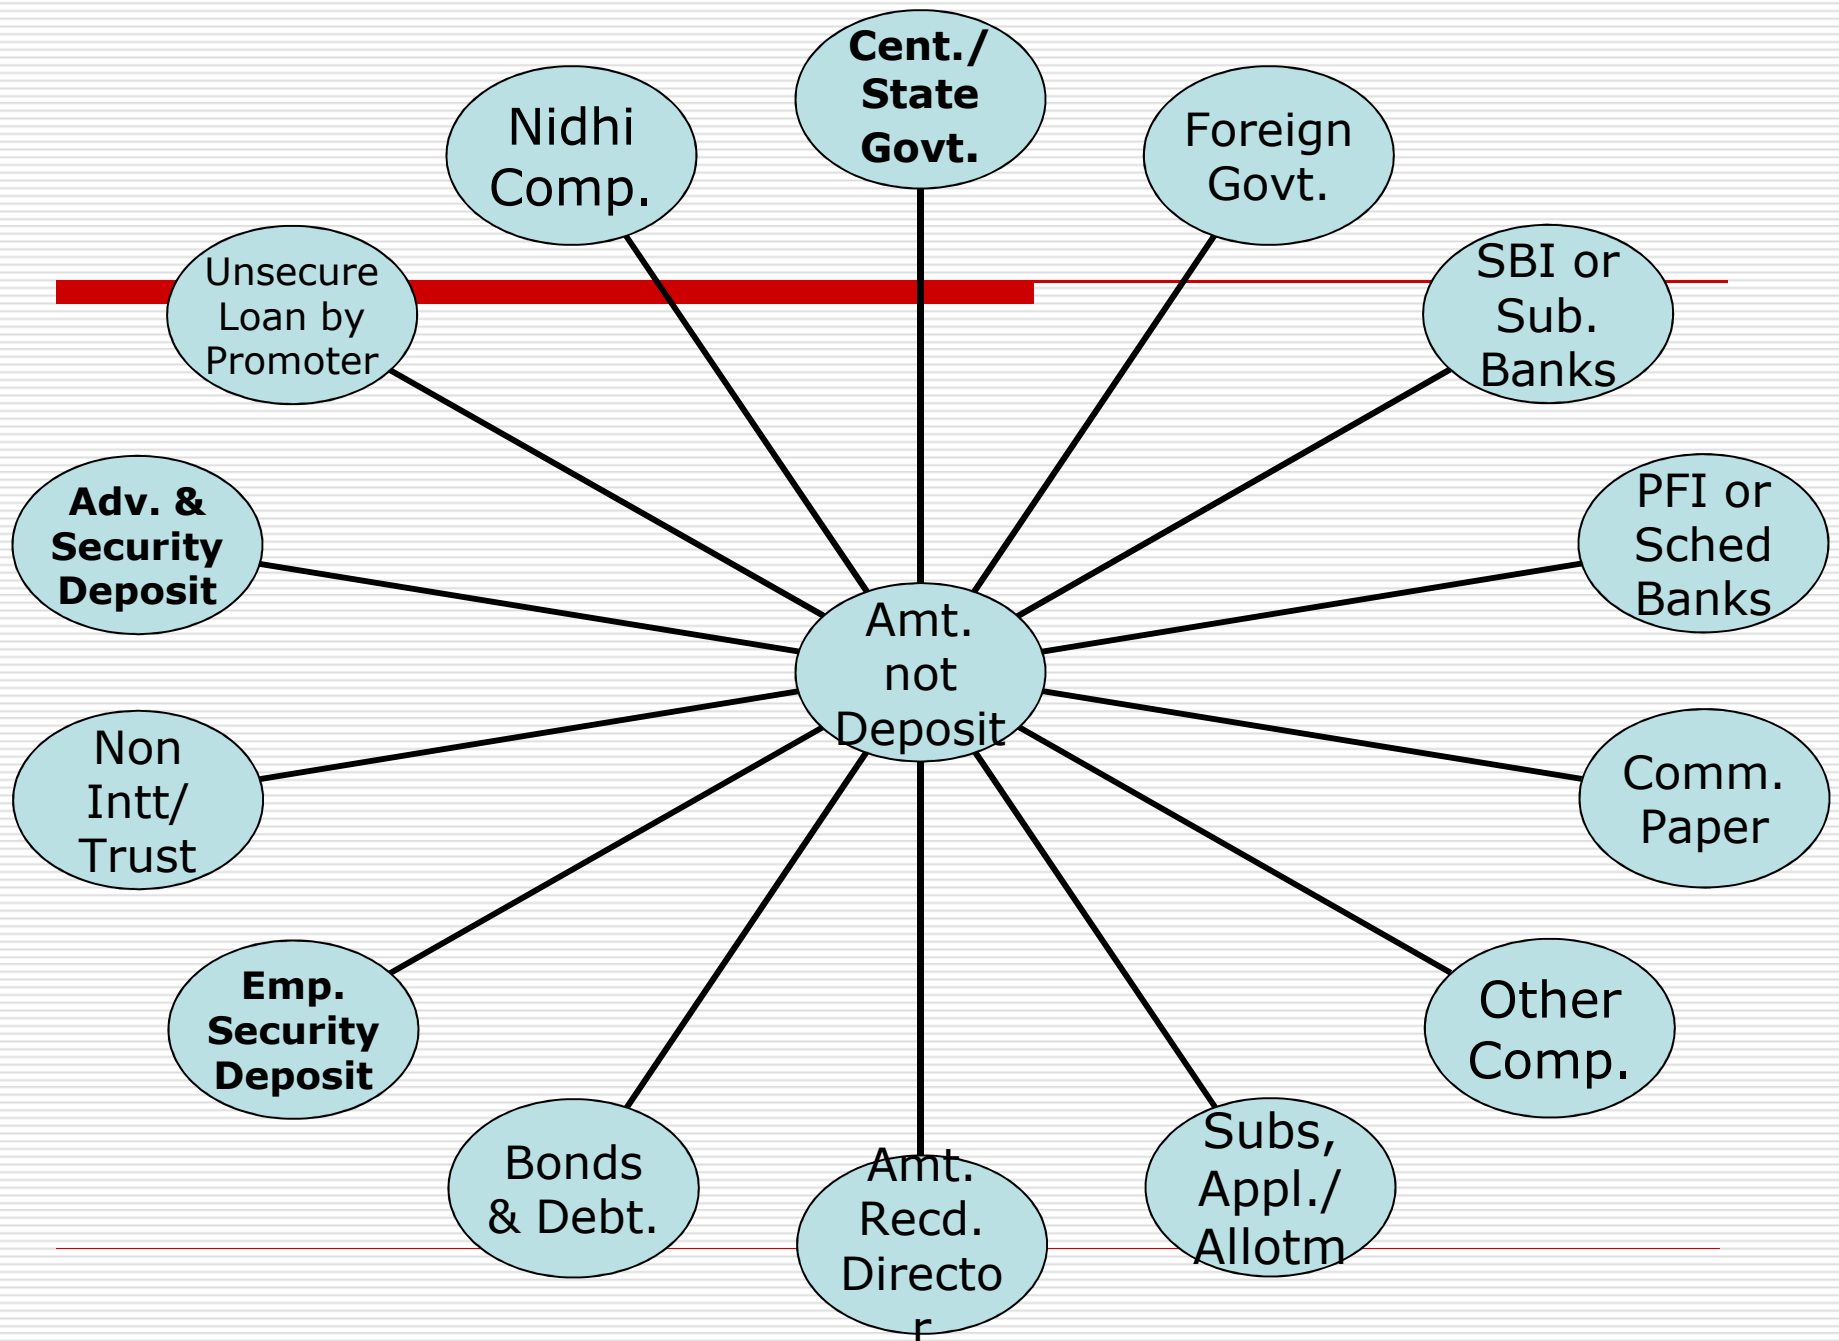 Cent./
State
Govt.
Foreign
Govt.
SBI or
Sub.
Banks
PFI or
Sched
Banks
Comm.
Paper
Other
Comp.
Subs,
Appl./
Allotm
Amt.
Recd.
Directo
r
Bonds
& Debt.
Emp.
Security
Deposit
Non
Intt/
Trust
Adv. &
Security
Deposit
Unsecure
Loan by
Promoter
Nidhi
Comp.
Amt.
not
Deposit